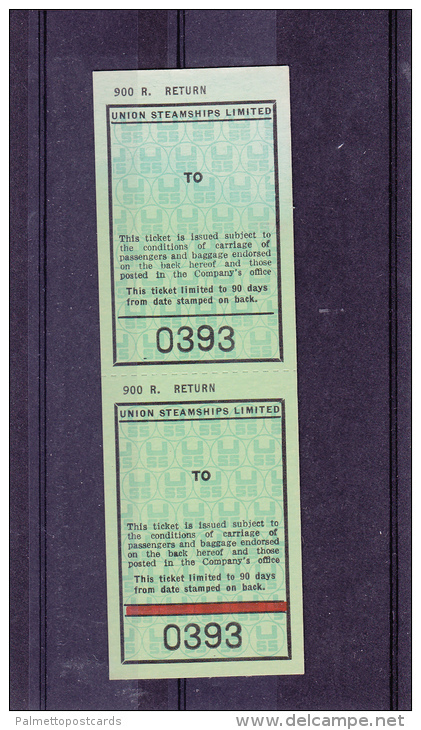 900 R. RETURN
UNION STEAMSHIPS LIMITED
TO
This ticket is issued subject to
the conditions of carriage of
passengers and baggage endorsed
on the back hereof and those
posted in the Company's office
This ticket limited to 90 days
from date stamped on back.
0393
900 R. RETURN
UNION STEAMSHIPS LIMITED
TO
This ticket is issued subject to
the conditions of carriage of
passengers and baggage endorsed
on the back hereof and those
posted in the Company's office
This ticket limited to 90 days
from date stamped on back.
0393
Palmettopostcards
www.delcampe.net